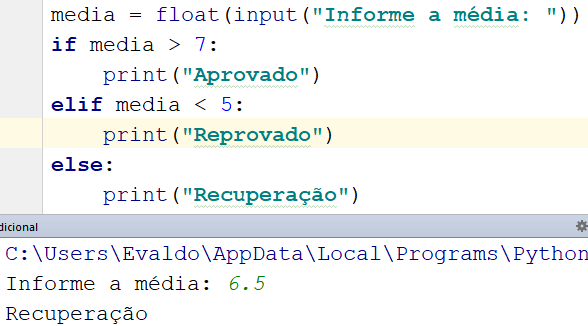 media = float(input("Informe a média: "))
if media > 7:
    print("Aprovado")
elif media < 5:
    print("Reprovado")
else:
    print("Recuperação")
dicional
C:\Users\Evaldo\AppData\Local\Programs\Python
Informe a média: 6.5
Recuperação